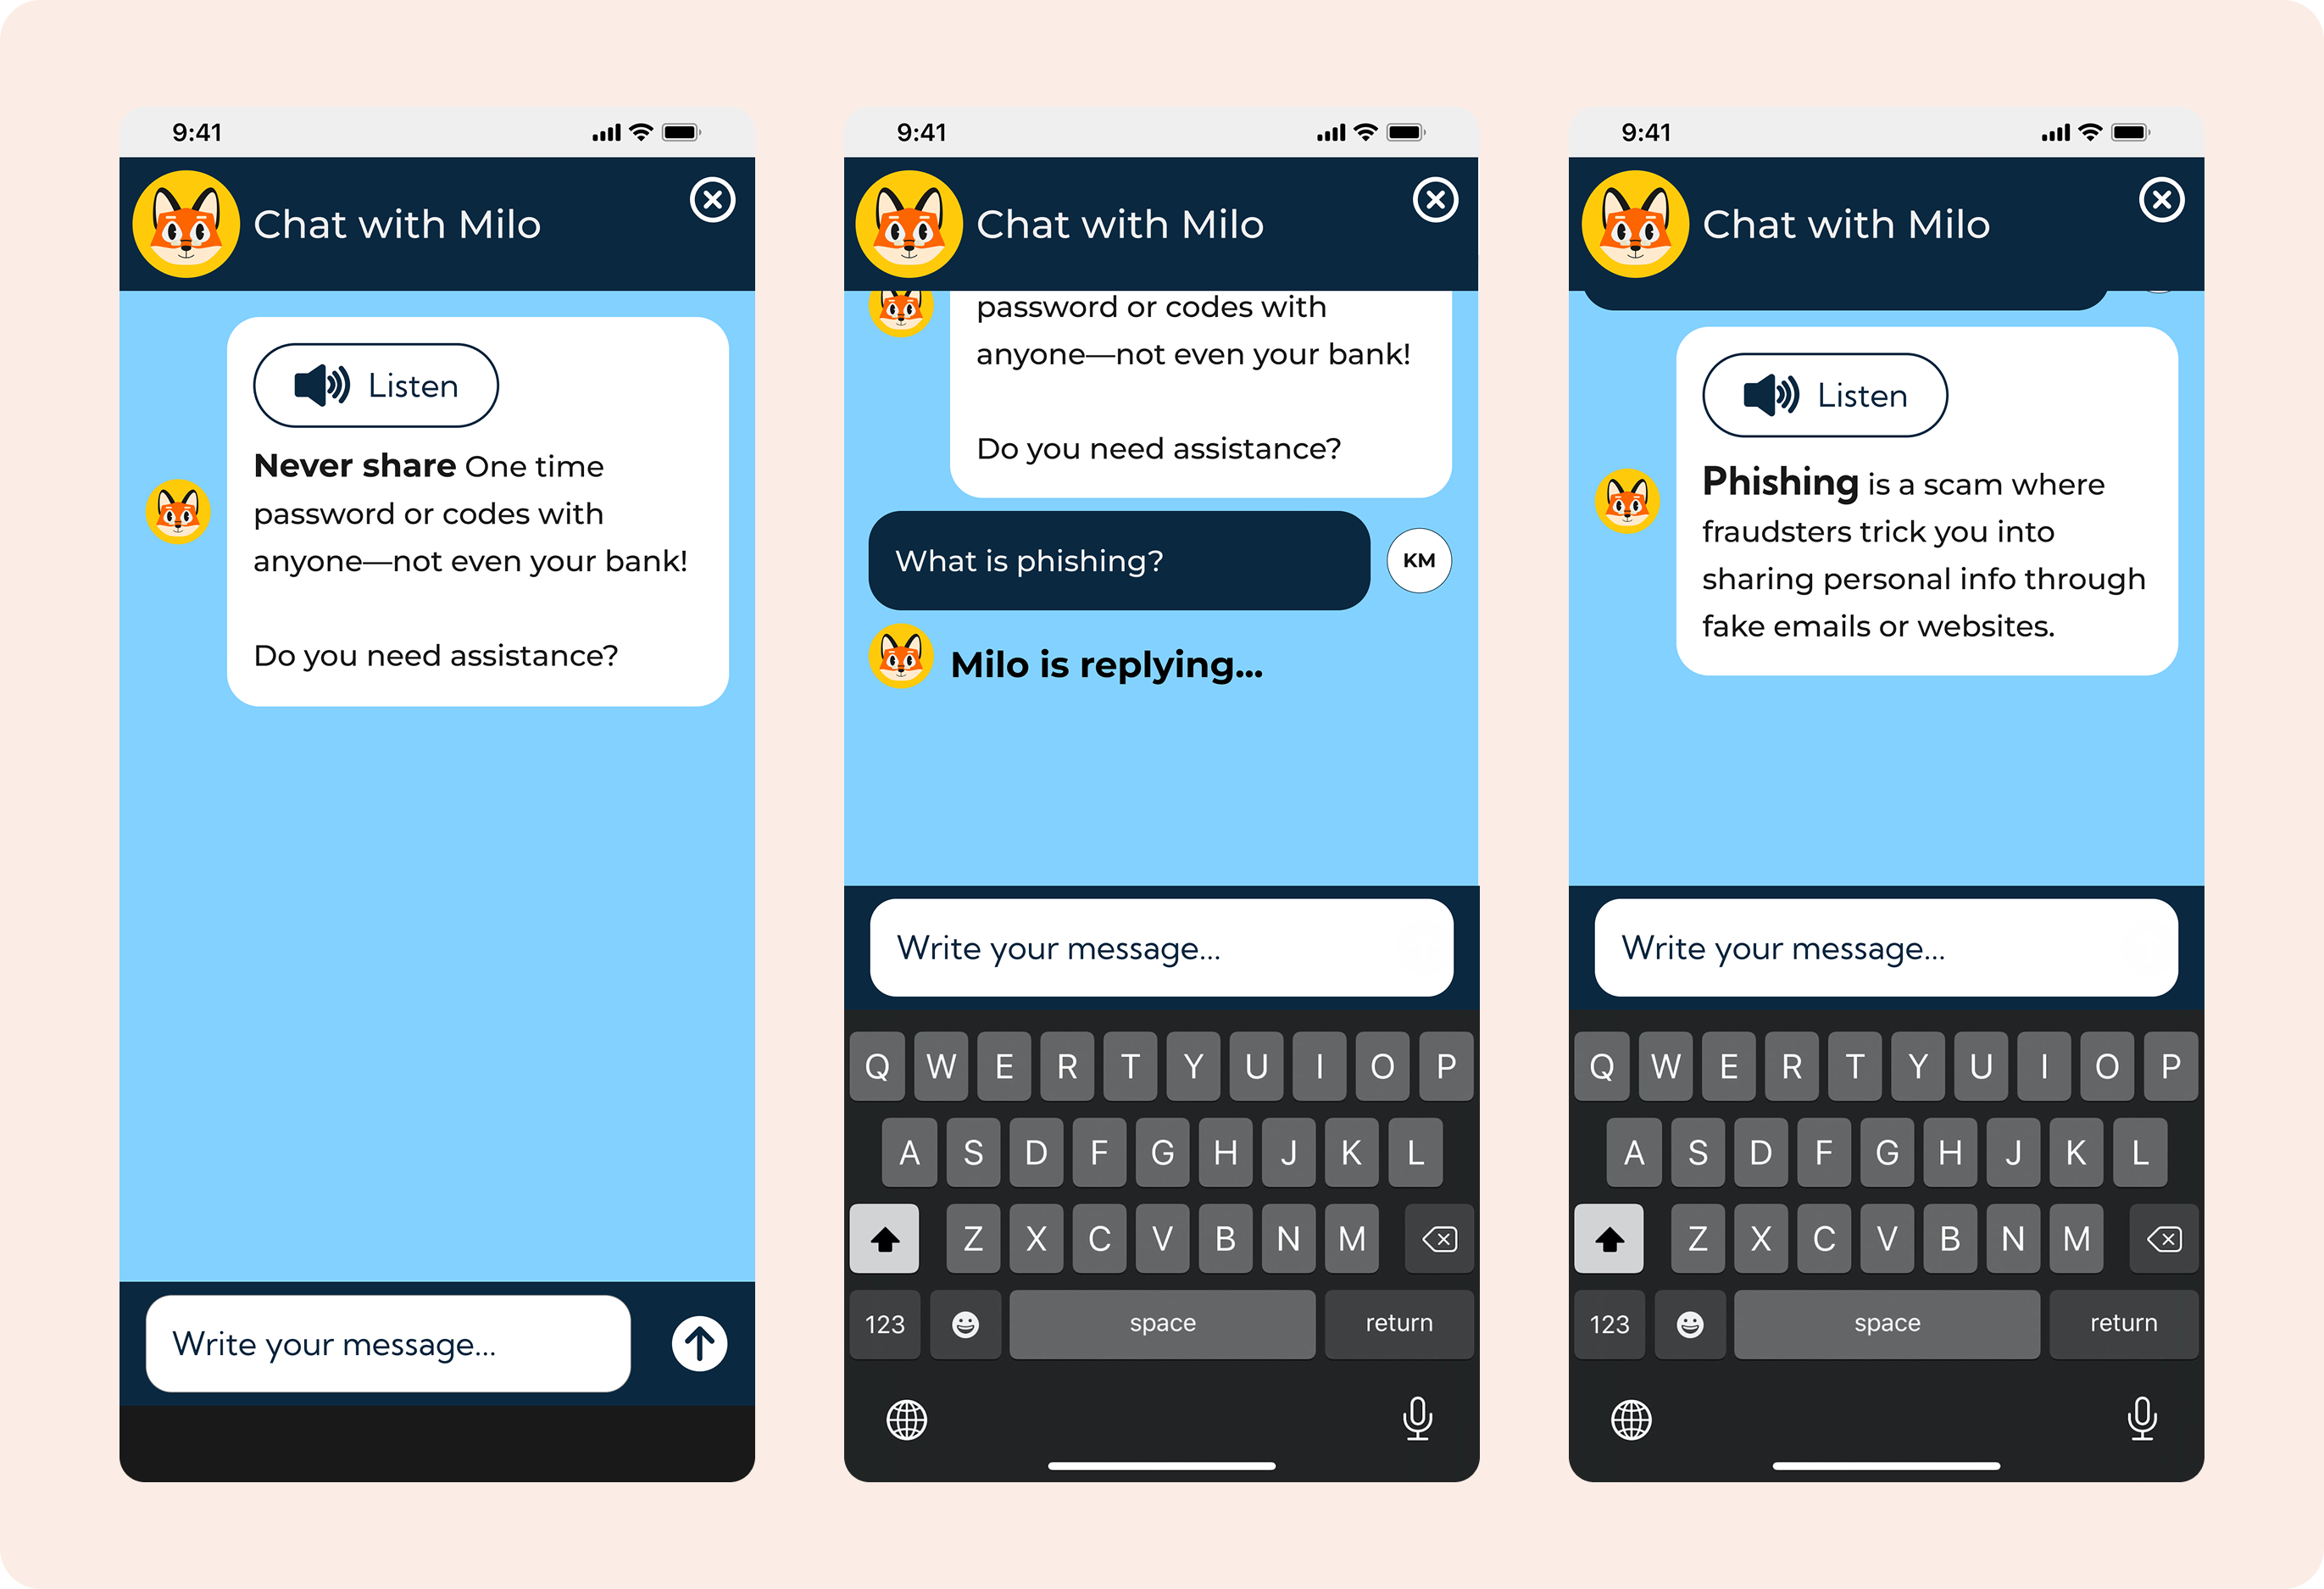 9:41
Chat with Milo
Listen
Never share One time
password or codes with
anyone—not even your bank!
Do you need assistance?
Write your message...
9:41
Chat with Milo
password or codes with
anyone—not even your bank!
Do you need assistance?
What is phishing?
KM
Milo is replying...
Write your message...
Q W E R T Y U I O P
A S D F G H J K L
Z X C V B N M
123 space return
9:41
Chat with Milo
Listen
Phishing is a scam where
fraudsters trick you into
sharing personal info through
fake emails or websites.
Write your message...
Q W E R T Y U I O P
A S D F G H J K L
Z X C V B N M
123 space return